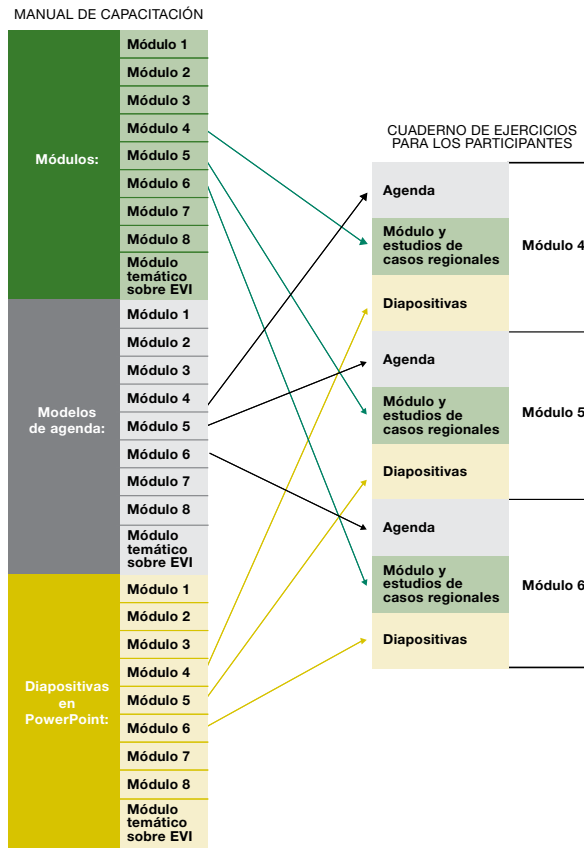 MANUAL DE CAPACITACIÓN
Módulos:
Módulo 1
Módulo 2
Módulo 3
Módulo 4
Módulo 5
Módulo 6
Módulo 7
Módulo 8
Módulo
temático
sobre EVI
Modelos
de agenda:
Módulo 1
Módulo 2
Módulo 3
Módulo 4
Módulo 5
Módulo 6
Módulo 7
Módulo 8
Módulo
temático
sobre EVI
Diapositivas
en
PowerPoint:
Módulo 1
Módulo 2
Módulo 3
Módulo 4
Módulo 5
Módulo 6
Módulo 7
Módulo 8
Módulo
temático
sobre EVI
CUADERNO DE EJERCICIOS
PARA LOS PARTICIPANTES
Agenda
Módulo y
estudios de
casos regionales
Diapositivas
Módulo 4
Agenda
Módulo y
estudios de
casos regionales
Diapositivas
Módulo 5
Agenda
Módulo y
estudios de
casos regionales
Diapositivas
Módulo 6